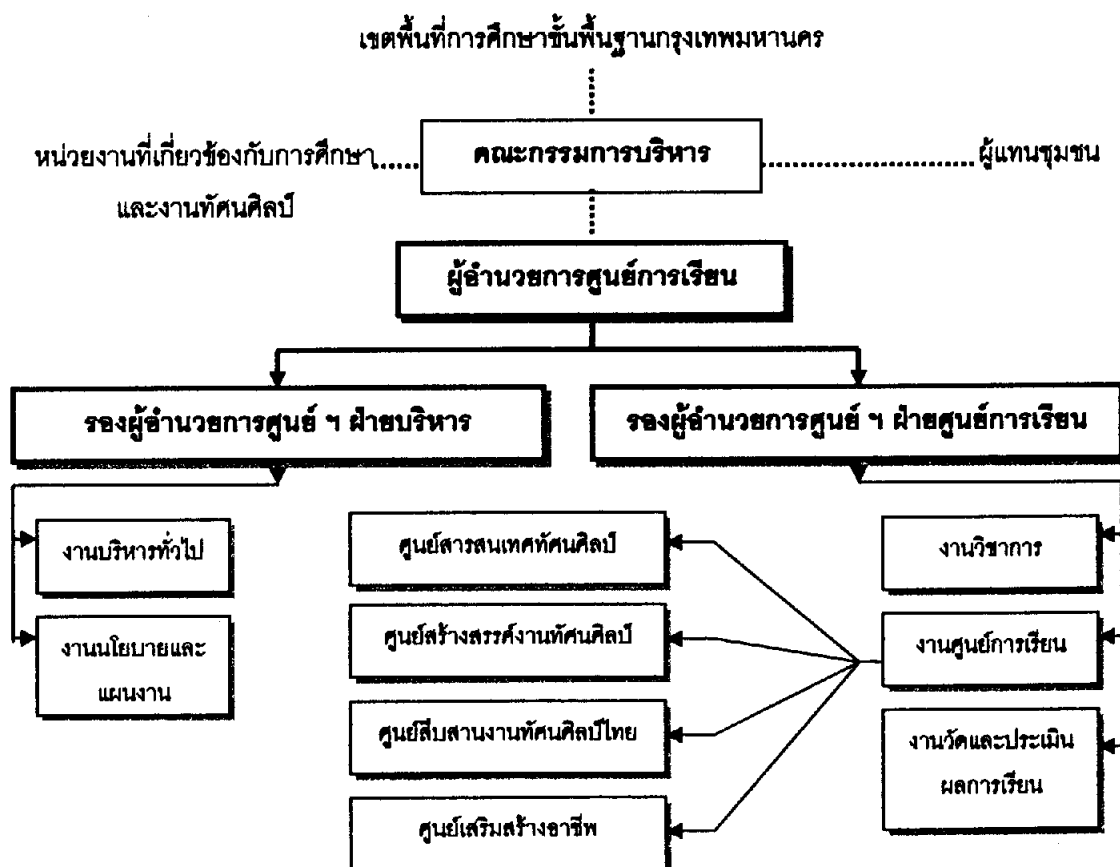 เขตพื้นที่การศึกษาขั้นพื้นฐานกรุงเทพมหานคร
หน่วยงานที่เกี่ยวข้องกับการศึกษา
และงานทัศนศิลป์
คณะกรรมการบริหาร
ผู้แทนชุมชน
ผู้อำนวยการศูนย์การเรียน
รองผู้อำนวยการศูนย์ ฯ ฝ่ายบริหาร
รองผู้อำนวยการศูนย์ ฯ ฝ่ายศูนย์การเรียน
งานบริหารทั่วไป
งานนโยบายและ
แผนงาน
ศูนย์สารสนเทศทัศนศิลป์
ศูนย์สร้างสรรค์งานทัศนศิลป์
ศูนย์สืบสานงานทัศนศิลป์ไทย
ศูนย์เสริมสร้างอาชีพ
งานวิชาการ
งานศูนย์การเรียน
งานวัดและประเมิน
ผลการเรียน